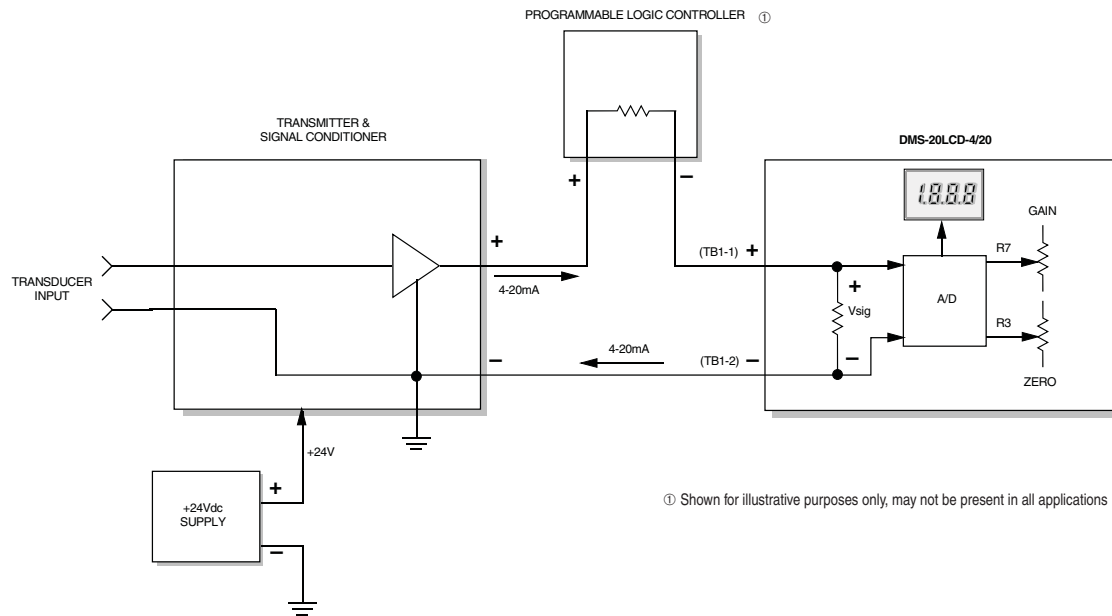 PROGRAMMABLE LOGIC CONTROLLER ①
TRANSMITTER &
SIGNAL CONDITIONER
DMS-20LCD-4/20
+
−
1.8.8.8
GAIN
+
(TB1-1) +
R7
TRANSDUCER
INPUT
4-20mA
+
Vsig
A/D
−
4-20mA
(TB1-2) −
−
R3
ZERO
+24V
+24Vdc
SUPPLY
+
−
① Shown for illustrative purposes only, may not be present in all applications